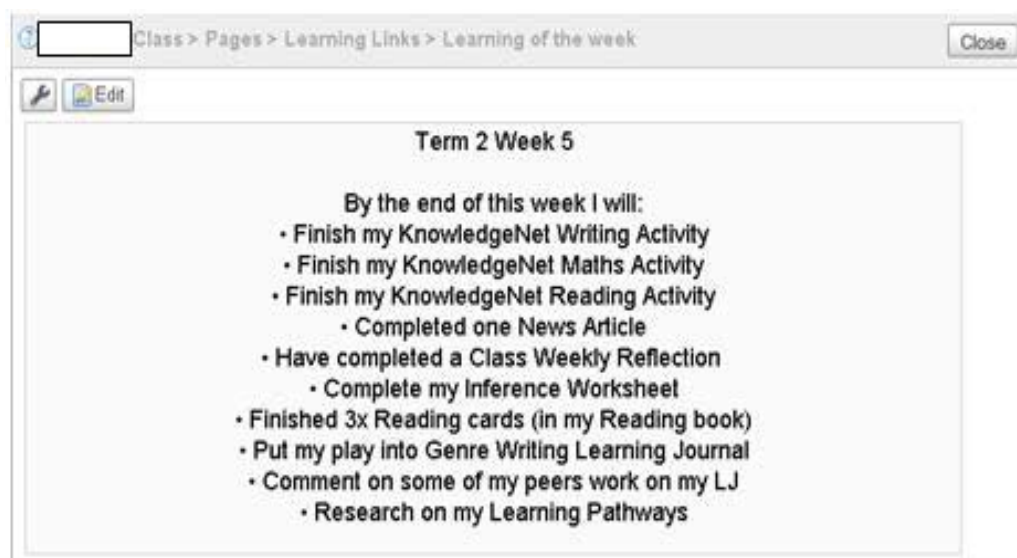 Class > Pages > Learning Links > Learning of the week
Close
Edit
Term 2 Week 5
By the end of this week I will:
• Finish my KnowledgeNet Writing Activity
• Finish my KnowledgeNet Maths Activity
• Finish my KnowledgeNet Reading Activity
• Completed one News Article
• Have completed a Class Weekly Reflection
• Complete my Inference Worksheet
• Finished 3x Reading cards (in my Reading book)
• Put my play into Genre Writing Learning Journal
• Comment on some of my peers work on my LJ
• Research on my Learning Pathways